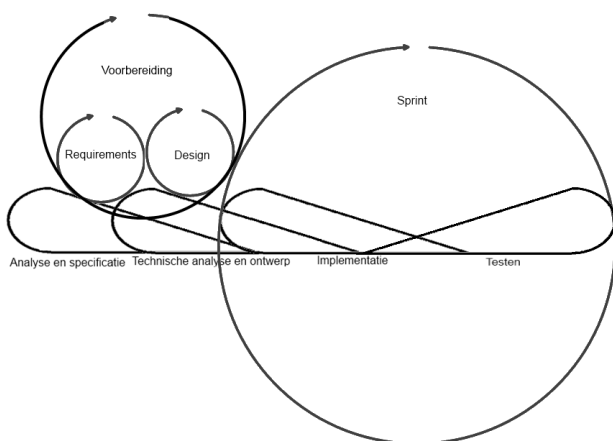 Voorbereiding
Sprint
Requirements
Design
Analyse en specificatie
Technische analyse en ontwerp
Implementatie
Testen